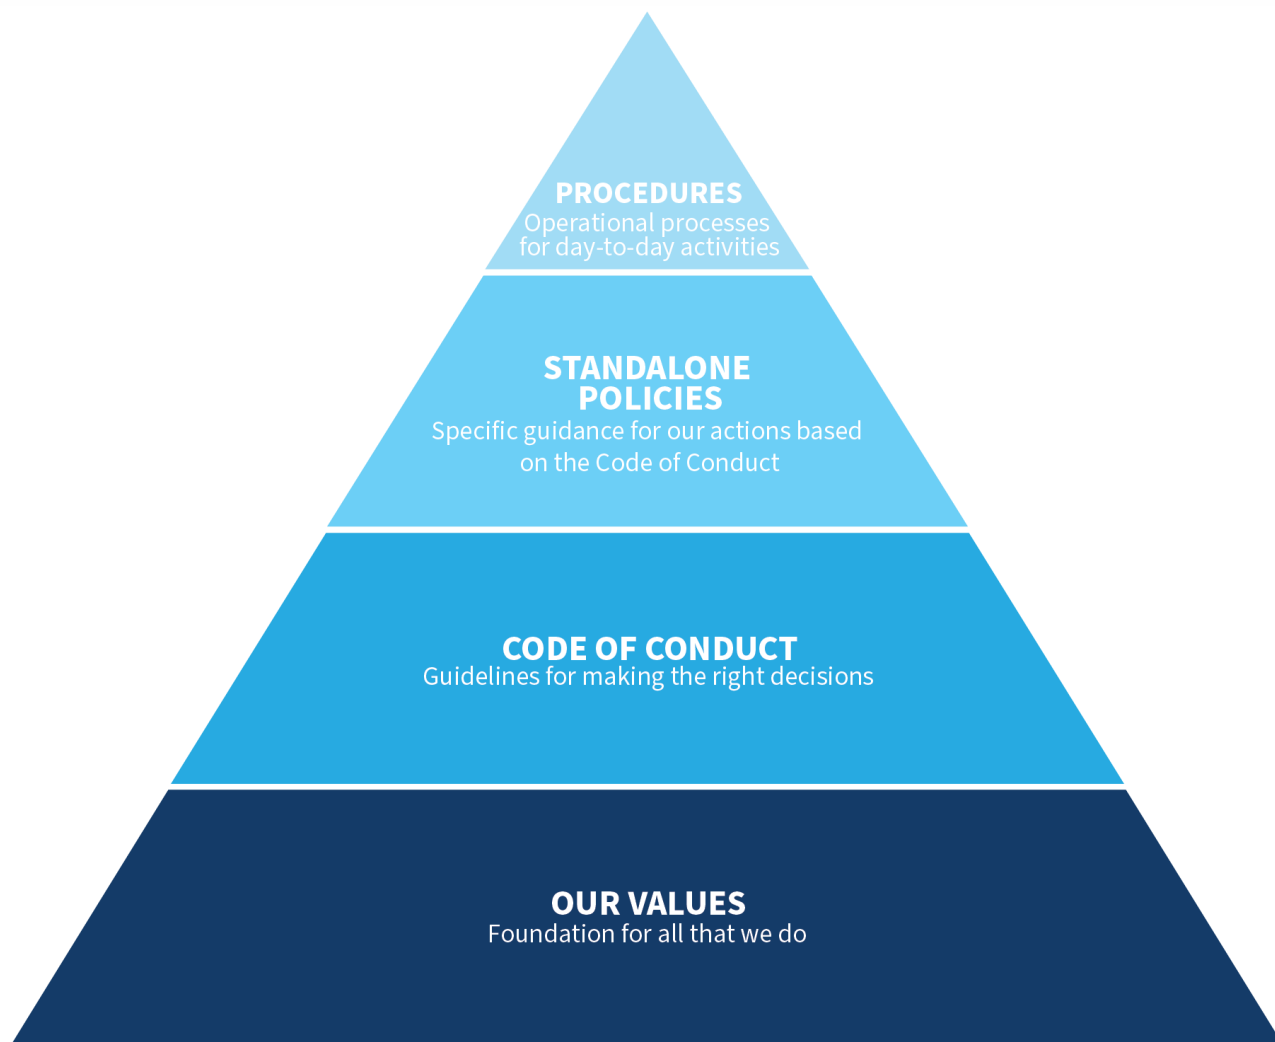 PROCEDURES
Operational processes
for day-to-day activities
STANDALONE
POLICIES
Specific guidance for our actions based
on the Code of Conduct
CODE OF CONDUCT
Guidelines for making the right decisions
OUR VALUES
Foundation for all that we do